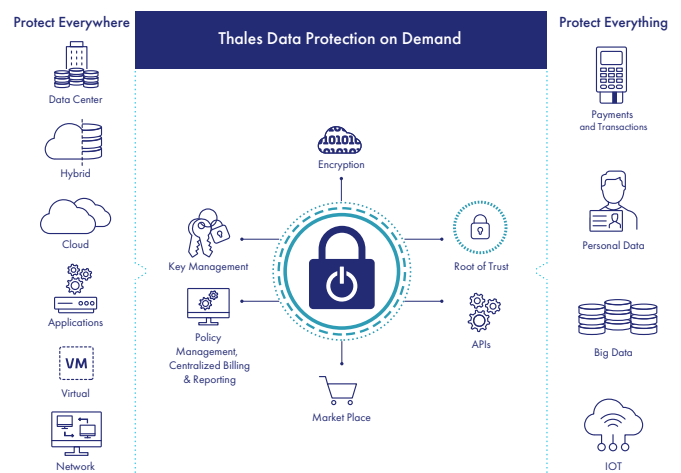 Protect Everywhere
Thales Data Protection on Demand
Protect Everything
Data Center
Hybrid
Cloud
Applications
VM
Virtual
Network
101010
Encryption
Key Management
Root of Trust
Policy
Management,
Centralized Billing
& Reporting
APIs
Market Place
Payments
and Transactions
Personal Data
Big Data
IOT